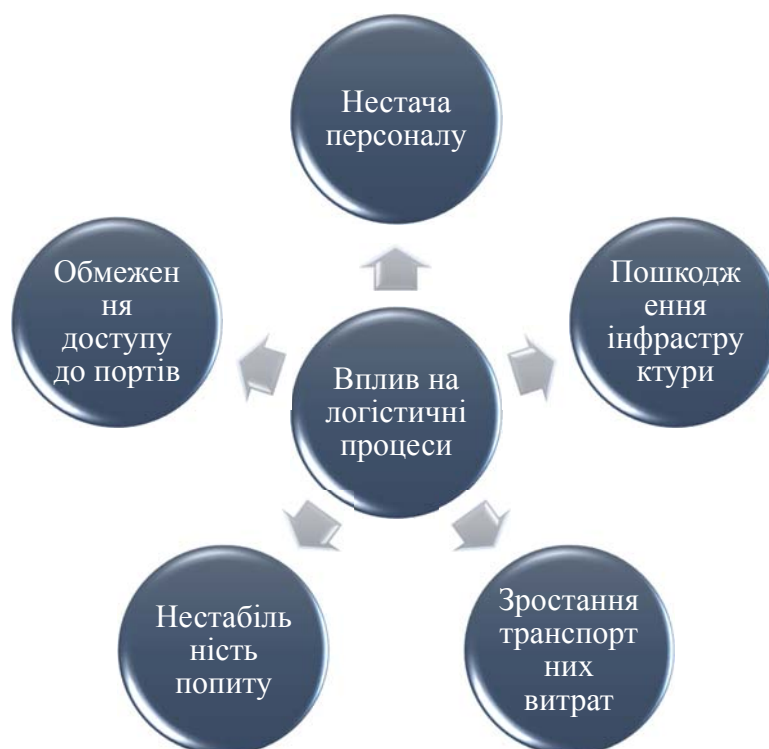 Нестача
персоналу
Обмежен
ня
доступу
до портів
Пошкодж
ення
інфрастру
ктури
Вплив на
логістичні
процеси
Нестабіль
ність
попиту
Зростання
транспорт
них
витрат